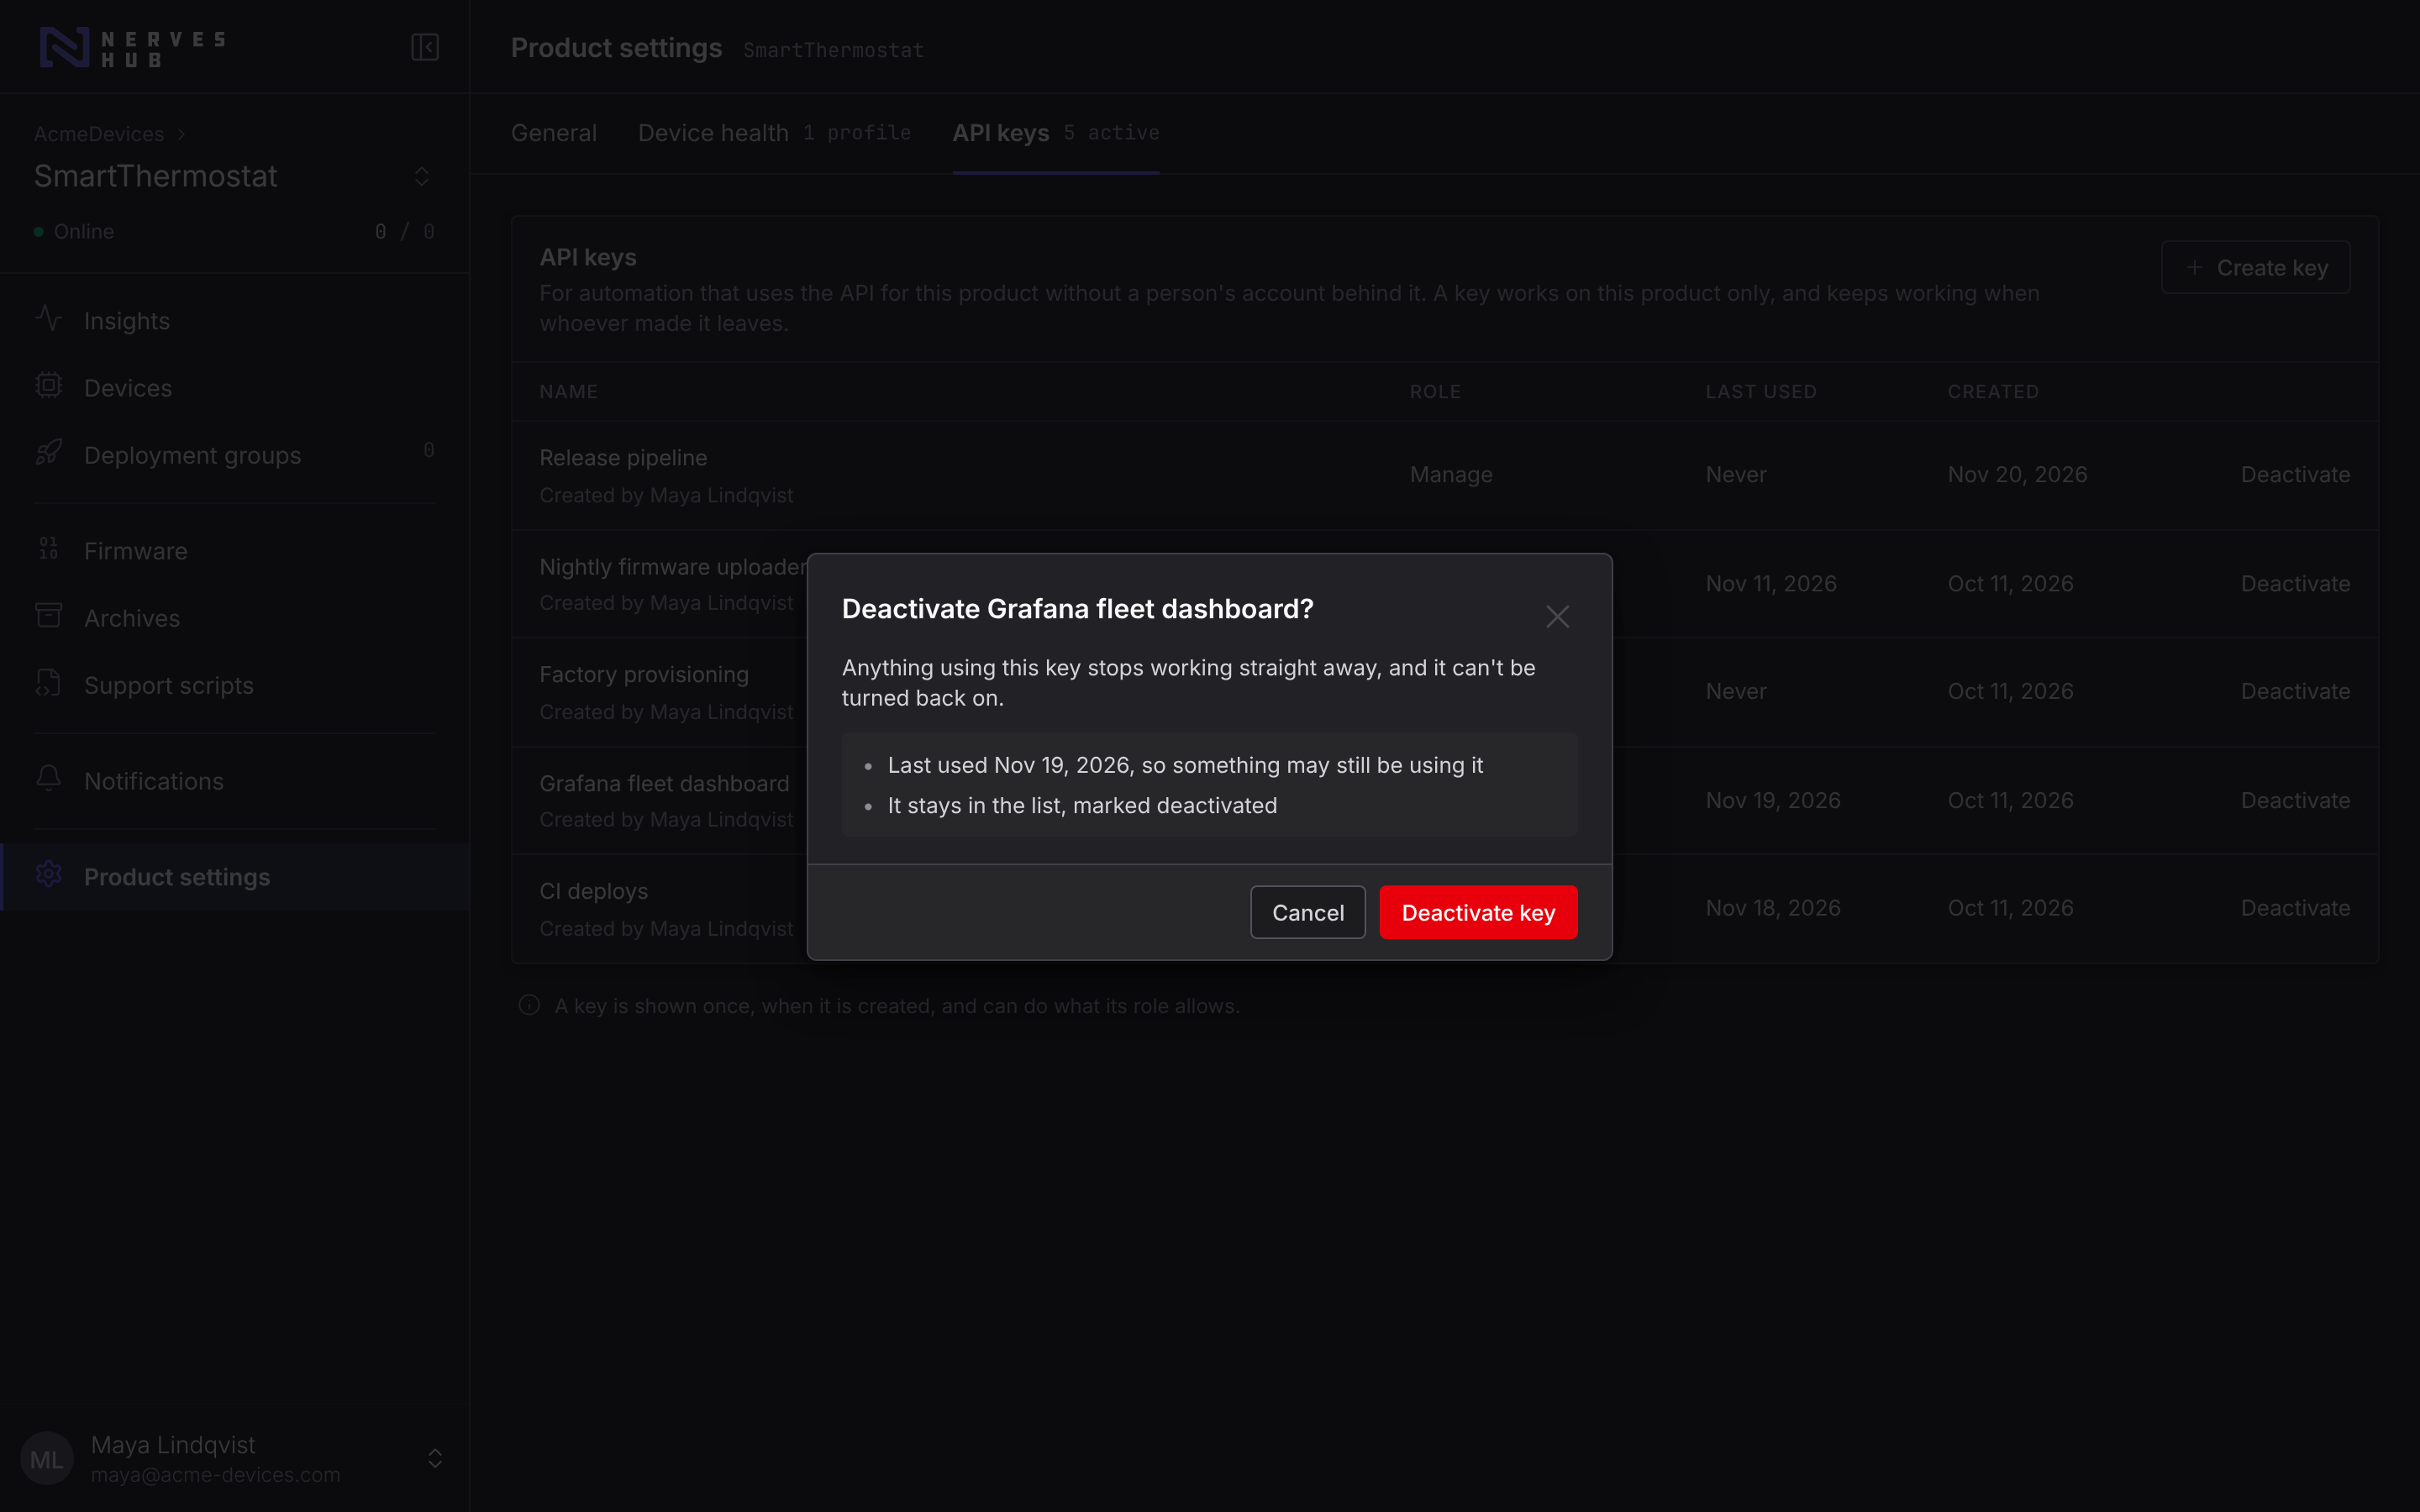 NERVES
HUB
AcmeDevices
SmartThermostat
Online
0 / 0
Insights
Devices
Deployment groups
0
Firmware
Archives
Support scripts
Notifications
Product settings
ML
Maya Lindqvist
maya@acme-devices.com
Product settings SmartThermostat
General
Device health 1 profile
API keys 5 active
API keys
For automation that uses the API for this product without a person's account behind it. A key works on this product only, and keeps working when
whoever made it leaves.
Create key
NAME ROLE LAST USED CREATED
Release pipeline
Created by Maya Lindqvist
Manage Never Nov 20, 2026 Deactivate
Nightly firmware uploader
Created by Maya Lindqvist
Nov 11, 2026 Oct 11, 2026 Deactivate
Factory provisioning
Created by Maya Lindqvist
Never Oct 11, 2026 Deactivate
Grafana fleet dashboard
Created by Maya Lindqvist
Nov 19, 2026 Oct 11, 2026 Deactivate
CI deploys
Created by Maya Lindqvist
Nov 18, 2026 Oct 11, 2026 Deactivate
A key is shown once, when it is created, and can do what its role allows.
Deactivate Grafana fleet dashboard?
Anything using this key stops working straight away, and it can't be
turned back on.
Last used Nov 19, 2026, so something may still be using it
It stays in the list, marked deactivated
Cancel
Deactivate key